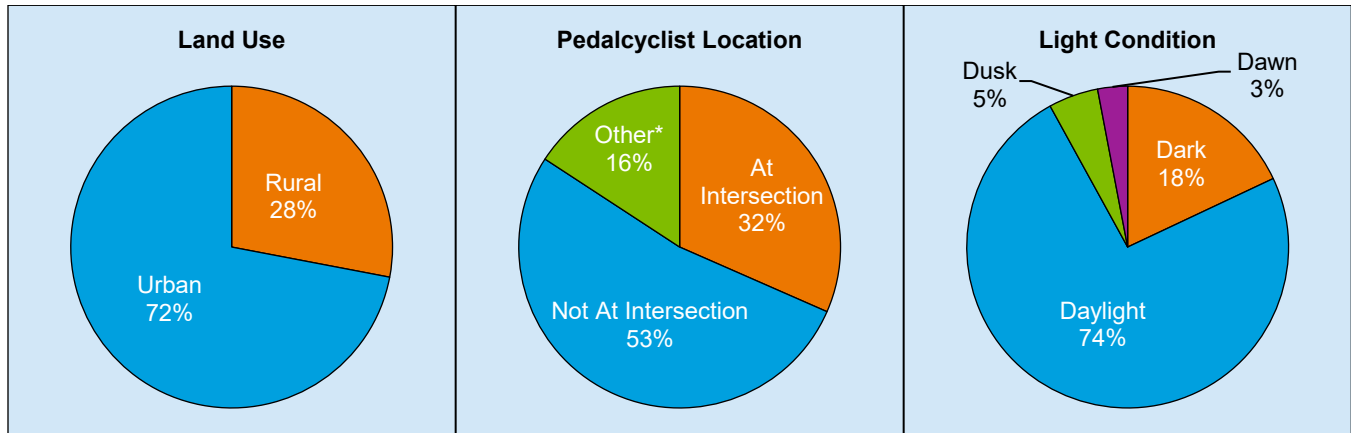 Land Use
Rural
28%
Urban
72%
Pedalcyclist Location
Other*
16%
At
Intersection
32%
Not At Intersection
53%
Light Condition
Dusk
5%
Dawn
3%
Dark
18%
Daylight
74%